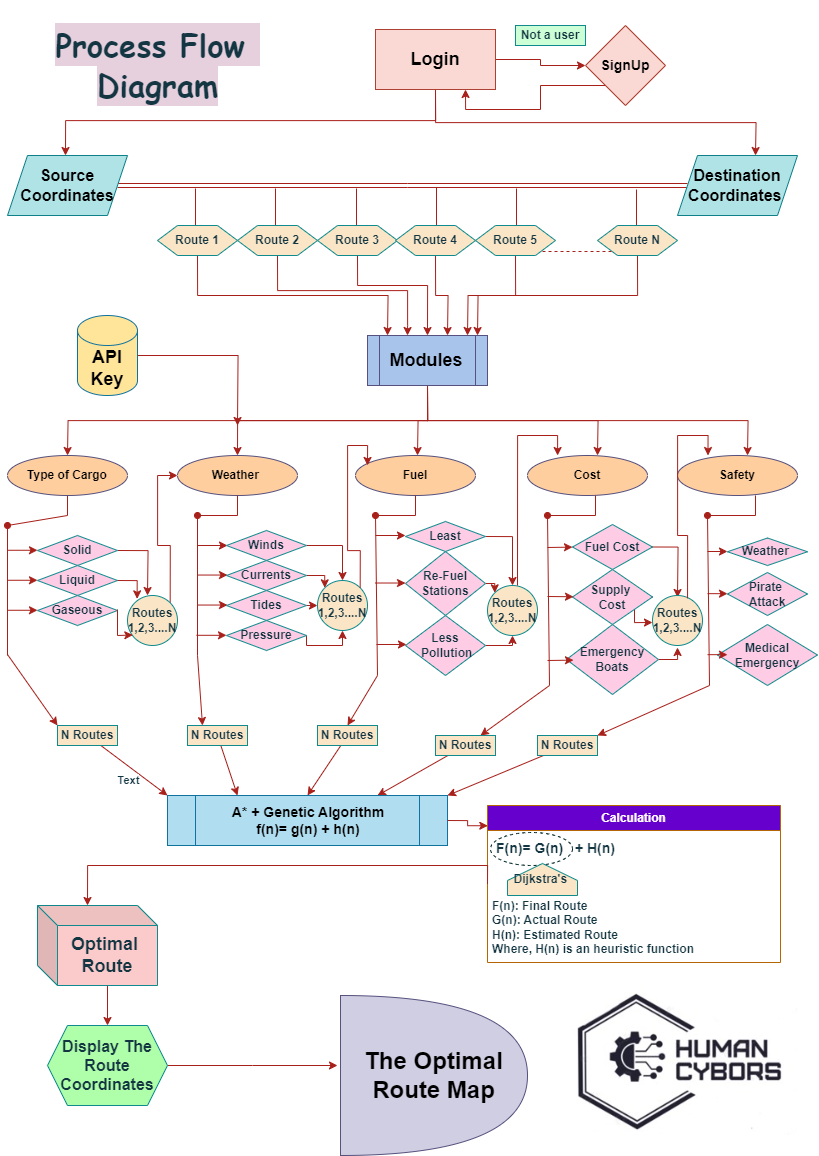 Process Flow
Diagram
Login
Not a user
SignUp
Source
Coordinates
Destination
Coordinates
Route 1
Route 2
Route 3
Route 4
Route 5
Route N
API
Key
Modules
Type of Cargo
Weather
Fuel
Cost
Safety
Solid
Liquid
Gaseous
Routes
1,2,3....N
Winds
Currents
Tides
Pressure
Routes
1,2,3....N
Least
Re-Fuel
Stations
Less
Pollution
Routes
1,2,3....N
Fuel Cost
Supply
Cost
Emergency
Boats
Routes
1,2,3....N
Weather
Pirate
Attack
Medical
Emergency
N Routes
N Routes
N Routes
N Routes
N Routes
Text
A* + Genetic Algorithm
f(n)= g(n) + h(n)
Calculation
F(n)= G(n) + H(n)
Dijkstra's
F(n): Final Route
G(n): Actual Route
H(n): Estimated Route
Where, H(n) is an heuristic function
Optimal
Route
Display The
Route
Coordinates
The Optimal
Route Map
HUMAN
CYBORS